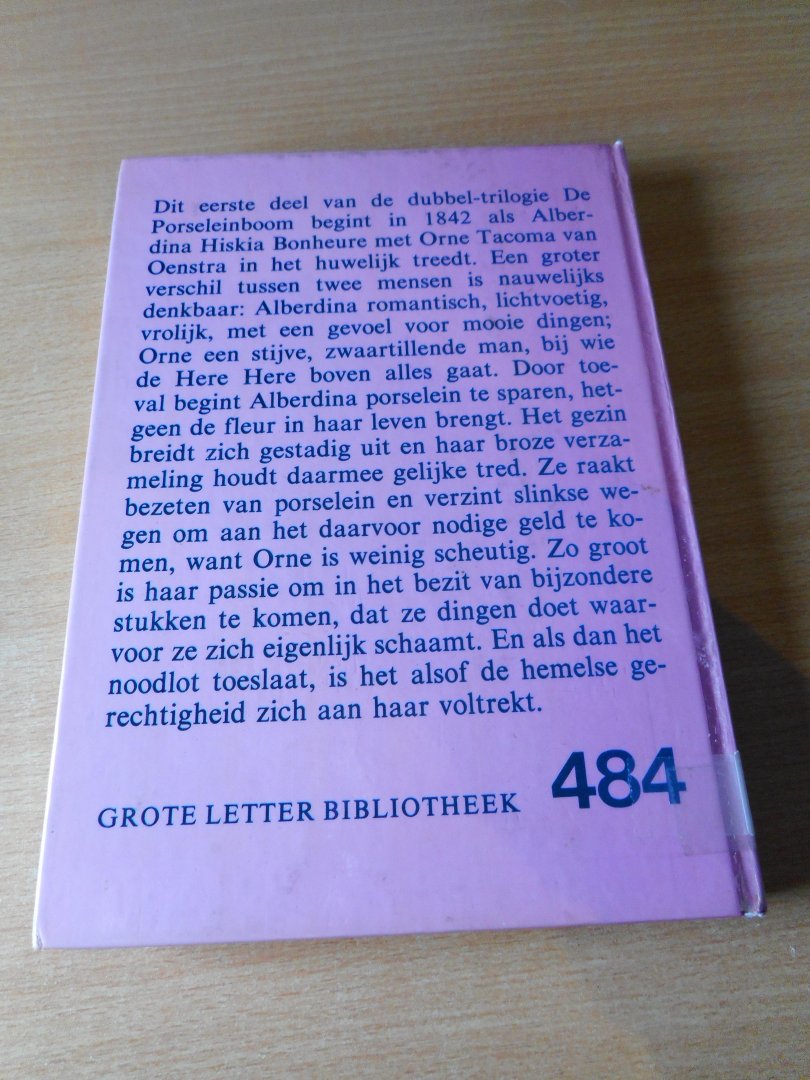 Dit eerste deel van de dubbel-trilogie De
Porseleinboom begint in 1842 als Alber-
dina Hiskia Bonheure met Orne Tacoma van
Oenstra in het huwelijk treedt. Een groter
verschil tussen twee mensen is nauwelijks
denkbaar: Alberdina romantisch, lichtvoetig,
vrolijk, met een gevoel voor mooie dingen;
Orne een stijve, zwaartillende man, bij wie
de Here Here boven alles gaat. Door toe-
val begint Alberdina porselein te sparen, het-
geen de fleur in haar leven brengt. Het gezin
breidt zich gestadig uit en haar broze verza-
meling houdt daarmee gelijke tred. Ze raakt
bezeten van porselein en verzint slinkse we-
gen om aan het daarvoor nodige geld te ko-
men, want Orne is weinig scheutig. Zo groot
is haar passie om in het bezit van bijzondere
stukken te komen, dat ze dingen doet waar-
voor ze zich eigenlijk schaamt. En als dan het
noodlot toeslaat, is het alsof de hemelse ge-
rechtigheid zich aan haar voltrekt.
GROTE LETTER BIBLIOTHEEK 484